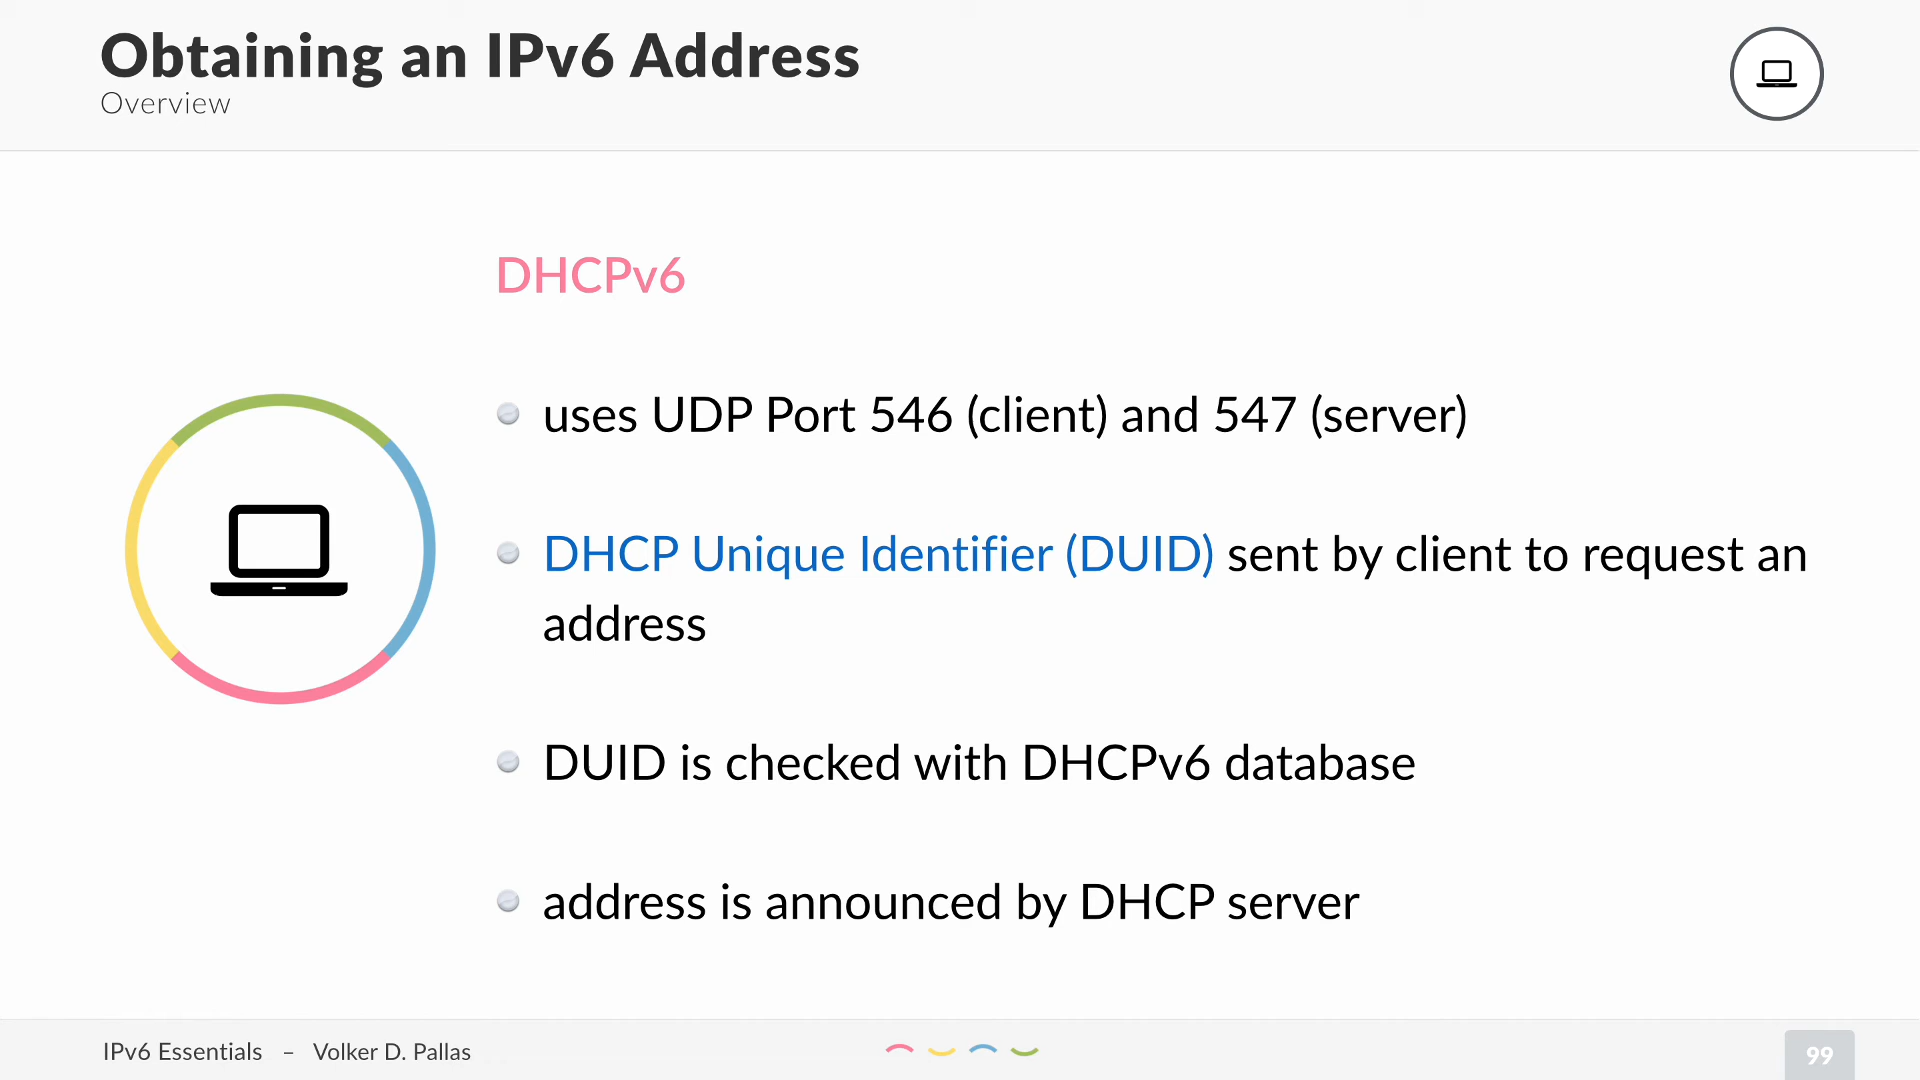 Obtaining an IPv6 Address
Overview
DHCPv6
uses UDP Port 546 (client) and 547 (server)
DHCP Unique Identifier (DUID) sent by client to request an
address
DUID is checked with DHCPv6 database
address is announced by DHCP server
IPv6 Essentials – Volker D. Pallas
99